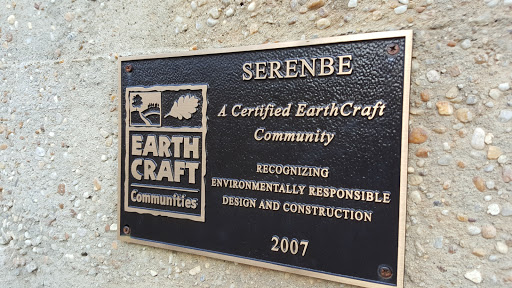 SERENBE
A Certified EarthCraft
Community
RECOGNIZING
ENVIRONMENTALLY RESPONSIBLE
DESIGN AND CONSTRUCTION
2007
EARTH
CRAFT
Communities